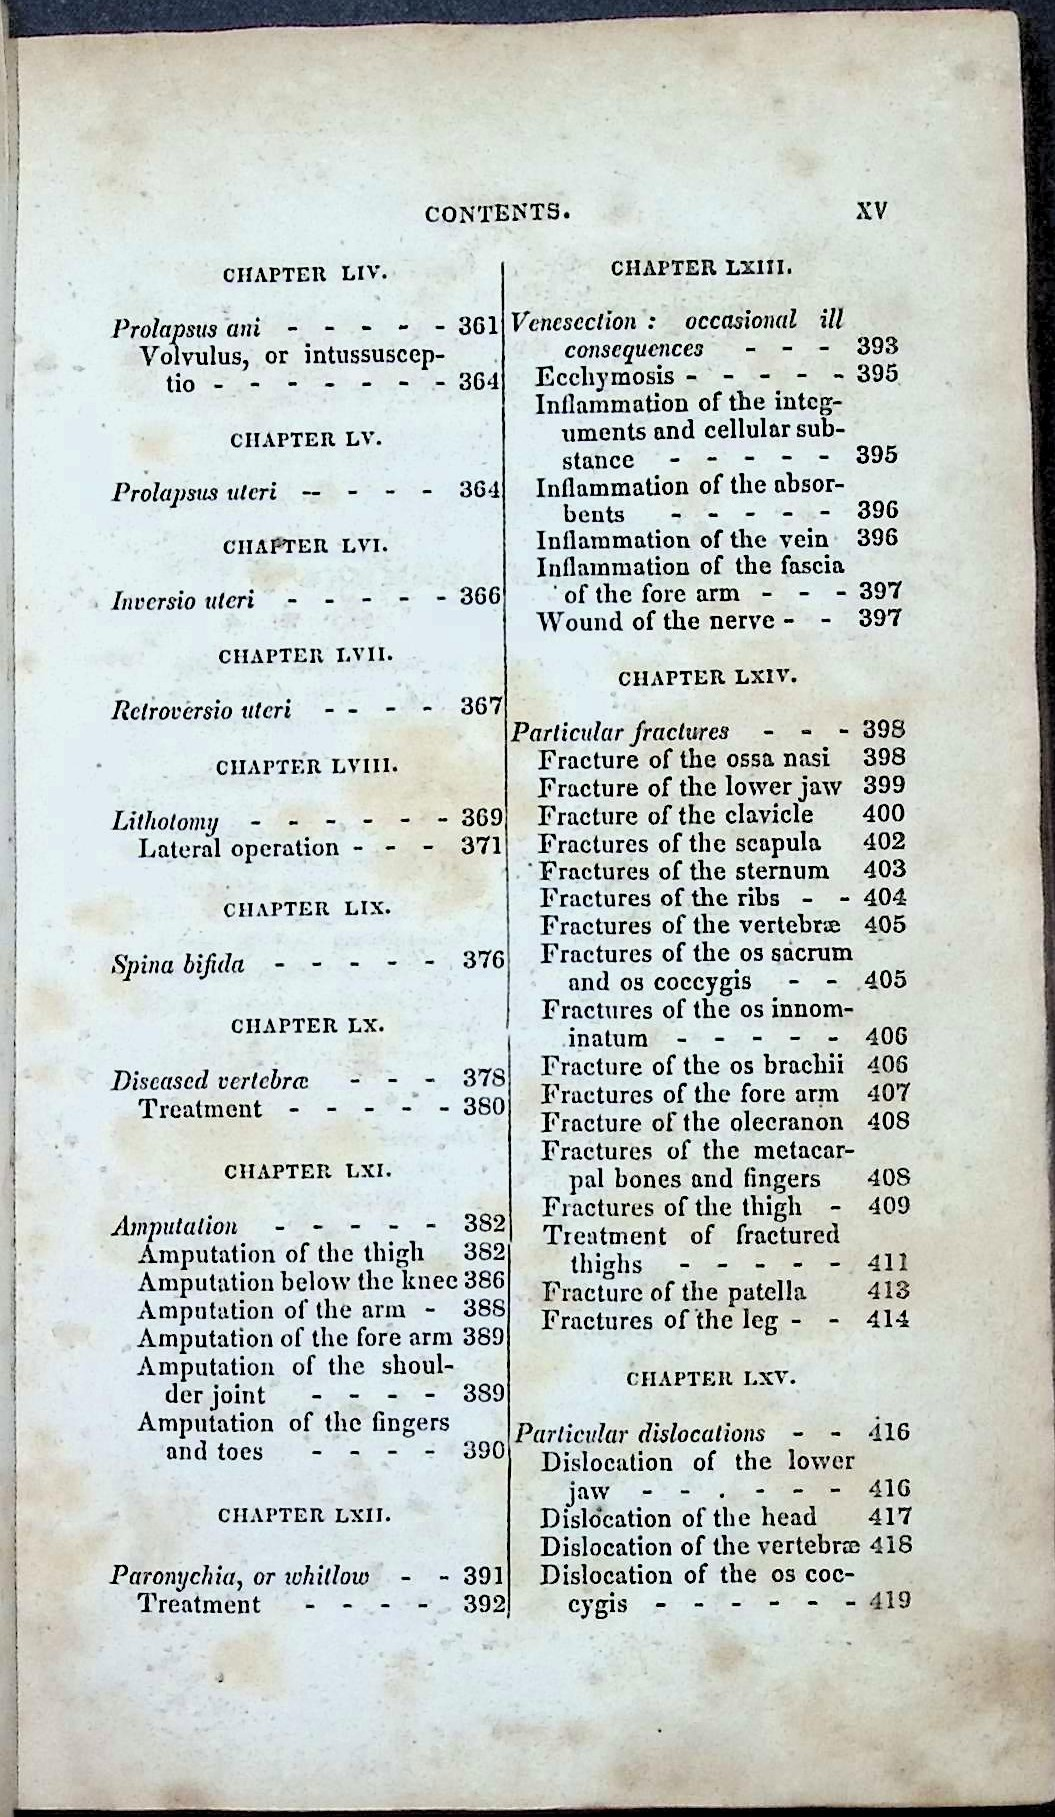 CONTENTS. XV
CHAPTER LIV.
Prolapsus ani - - - - - 361
Volvulus, or intussuscep-
tio - - - - - - - 364
CHAPTER LV.
Prolapsus uteri -- - - - 364
CHAPTER LVI.
Inversio uteri - - - - - 366
CHAPTER LVII.
Retroversio uteri - - - - 367
CHAPTER LVIII.
Lithotomy - - - - - - 369
Lateral operation - - - 371
CHAPTER LIX.
Spina bifida - - - - - 376
CHAPTER LX.
Diseased vertebræ - - - 378
Treatment - - - - - 380
CHAPTER LXI.
Amputation - - - - - 382
Amputation of the thigh 382
Amputation below the knee 386
Amputation of the arm - 388
Amputation of the fore arm 389
Amputation of the shoul-
der joint - - - - 389
Amputation of the fingers
and toes - - - - 390
CHAPTER LXII.
Paronychia, or whitlow - - 391
Treatment - - - - 392
CHAPTER LXIII.
Venesection : occasional ill
consequences - - - 393
Ecchymosis - - - - - 395
Inflammation of the integ-
uments and cellular sub-
stance - - - - - 395
Inflammation of the absor-
bents - - - - - 396
Inflammation of the vein 396
Inflammation of the fascia
of the fore arm - - - 397
Wound of the nerve - - 397
CHAPTER LXIV.
Particular fractures - - - 398
Fracture of the ossa nasi 398
Fracture of the lower jaw 399
Fracture of the clavicle 400
Fractures of the scapula 402
Fractures of the sternum 403
Fractures of the ribs - - 404
Fractures of the vertebræ 405
Fractures of the os sacrum
and os coccygis - - 405
Fractures of the os innom-
inatum - - - - - 406
Fracture of the os brachii 406
Fractures of the fore arm 407
Fracture of the olecranon 408
Fractures of the metacar-
pal bones and fingers 408
Fractures of the thigh - 409
Treatment of fractured
thighs - - - - - 411
Fracture of the patella 413
Fractures of the leg - - 414
CHAPTER LXV.
Particular dislocations - - 416
Dislocation of the lower
jaw - - . - - - 416
Dislocation of the head 417
Dislocation of the vertebræ 418
Dislocation of the os coc-
cygis - - - - - - 419